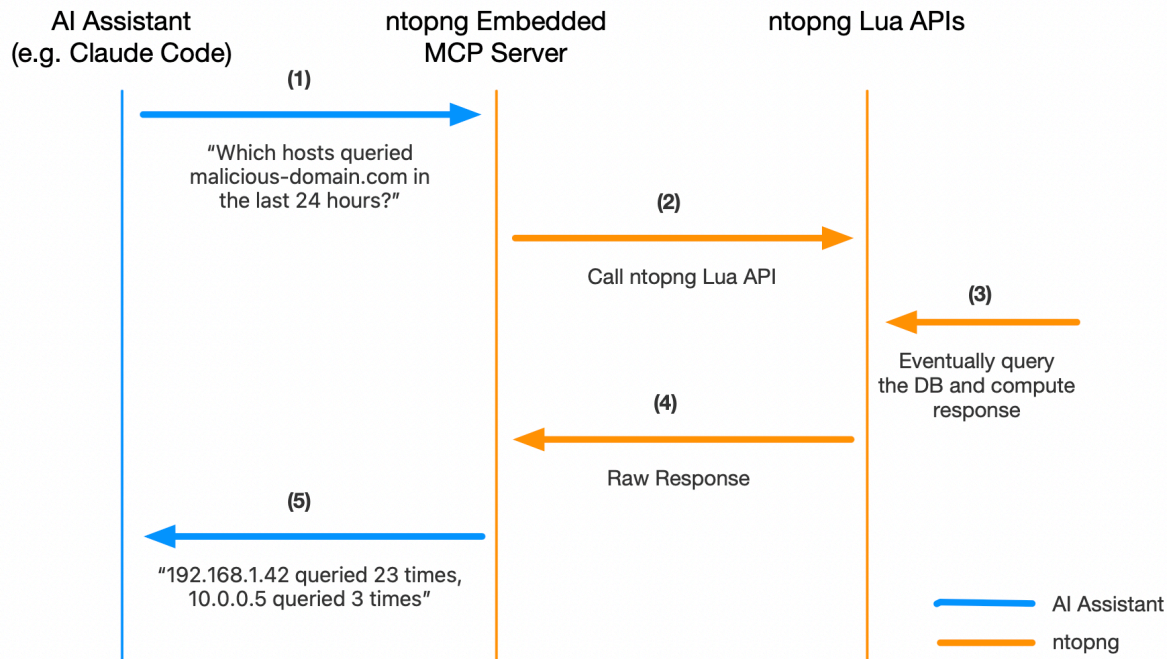 AI Assistant
(e.g. Claude Code)
ntopng Embedded
MCP Server
ntopng Lua APIs
(1)
“Which hosts queried
malicious-domain.com in
the last 24 hours?”
(2)
Call ntopng Lua API
(3)
Eventually query
the DB and compute
response
(4)
Raw Response
(5)
“192.168.1.42 queried 23 times,
10.0.0.5 queried 3 times”
AI Assistant
ntopng